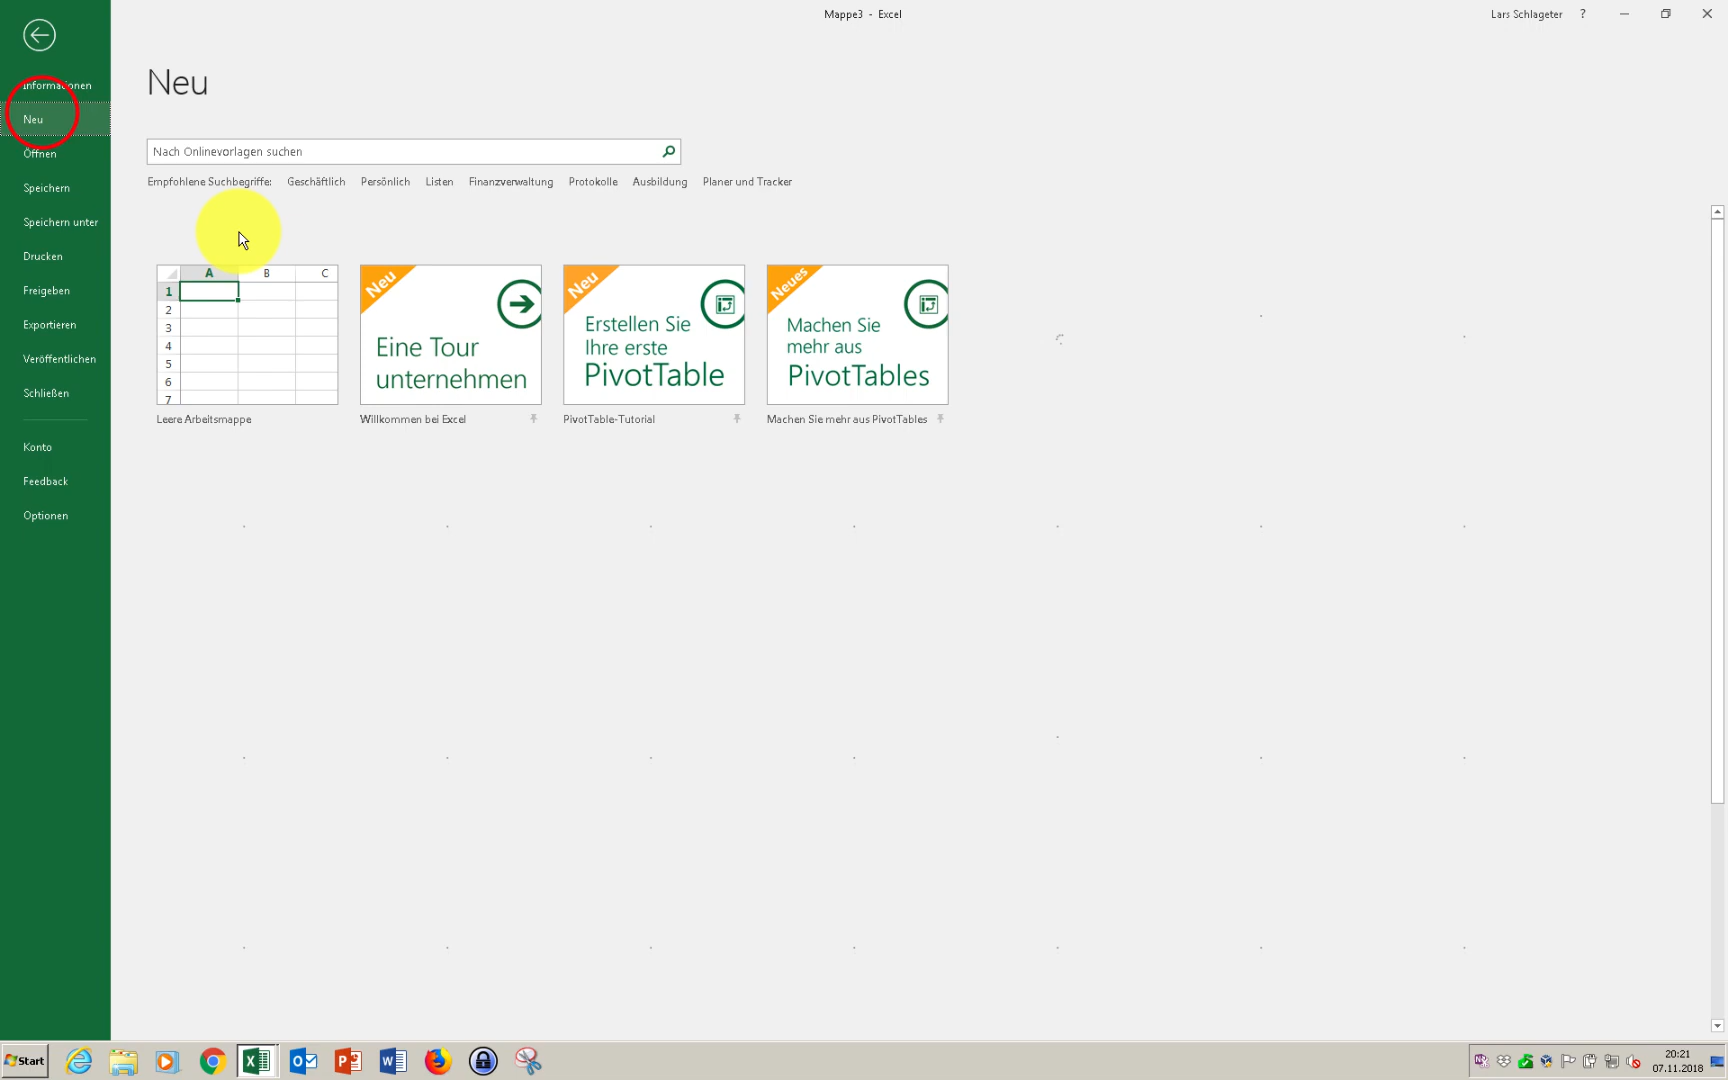 Mappe3 - Excel
Lars Schlageter
?
Informationen
Neu
Öffnen
Speichern
Speichern unter
Drucken
Freigeben
Exportieren
Veröffentlichen
Schließen
Konto
Feedback
Optionen
Neu
Nach Onlinevorlagen suchen
Empfohlene Suchbegriffe: Geschäftlich Persönlich Listen Finanzverwaltung Protokolle Ausbildung Planer und Tracker
A B C
1
2
3
4
5
6
7
Leere Arbeitsmappe
Neu
Eine Tour
unternehmen
Willkommen bei Excel
Neu
Erstellen Sie
Ihre erste
PivotTable
PivotTable-Tutorial
Neues
Machen Sie
mehr aus
PivotTables
Machen Sie mehr aus PivotTables
Start
20:21
07.11.2018